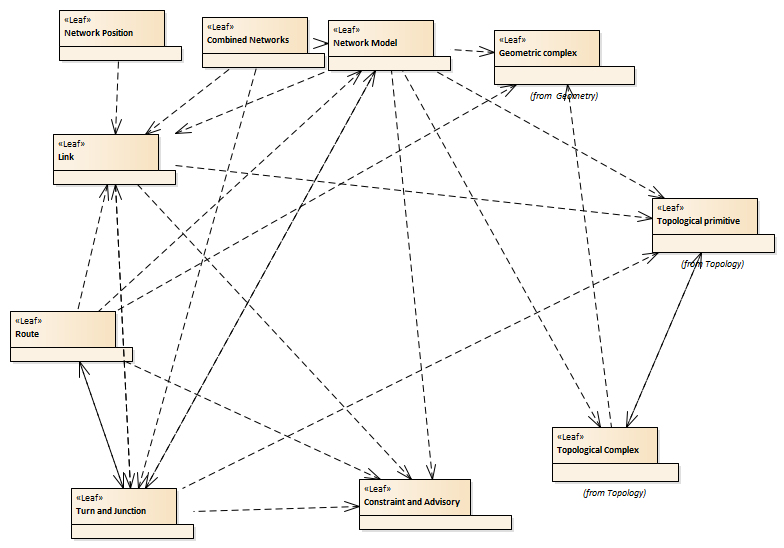 «Leaf»
Network Position
«Leaf»
Combined Networks
«Leaf»
Network Model
«Leaf»
Geometric complex
(from Geometry)
«Leaf»
Link
«Leaf»
Topological primitive
(from Topology)
«Leaf»
Route
«Leaf»
Topological Complex
(from Topology)
«Leaf»
Turn and Junction
«Leaf»
Constraint and Advisory